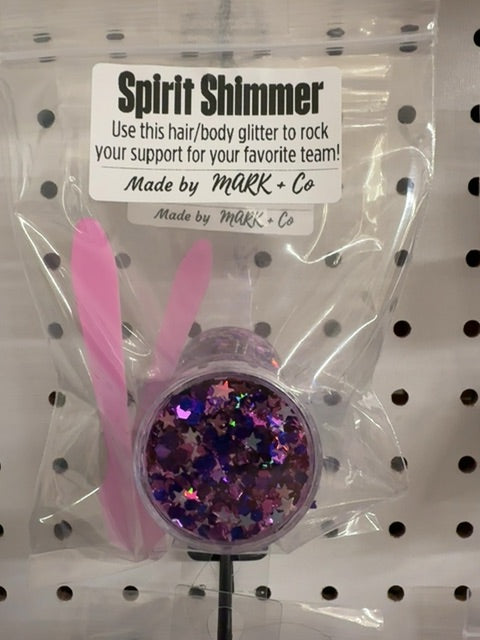 Spirit Shimmer
Use this hair/body glitter to rock
your support for your favorite team!
Made by MARK + Co
Made by MARK + Co